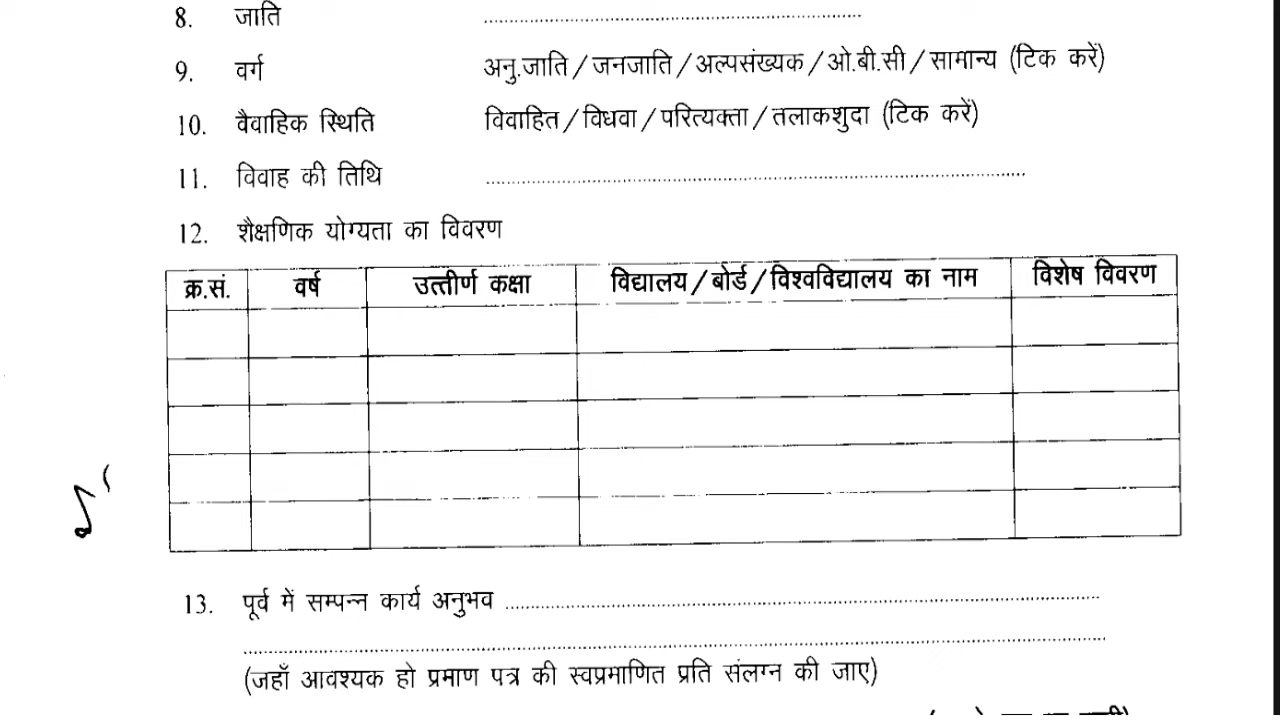 8. जाति ........................................................................
9. वर्ग अनु.जाति/जनजाति/अल्पसंख्यक/ओ.बी.सी/सामान्य (टिक करें)
10. वैवाहिक स्थिति विवाहित/विधवा/परित्यक्ता/तलाकशुदा (टिक करें)
11. विवाह की तिथि ........................................................................
12. शैक्षणिक योग्यता का विवरण
क्र.सं. वर्ष उत्तीर्ण कक्षा विद्यालय/बोर्ड/विश्वविद्यालय का नाम विशेष विवरण
13. पूर्व में सम्पन्न कार्य अनुभव ........................................................................
........................................................................
(जहाँ आवश्यक हो प्रमाण पत्र की स्वप्रमाणित प्रति संलग्न की जाए)